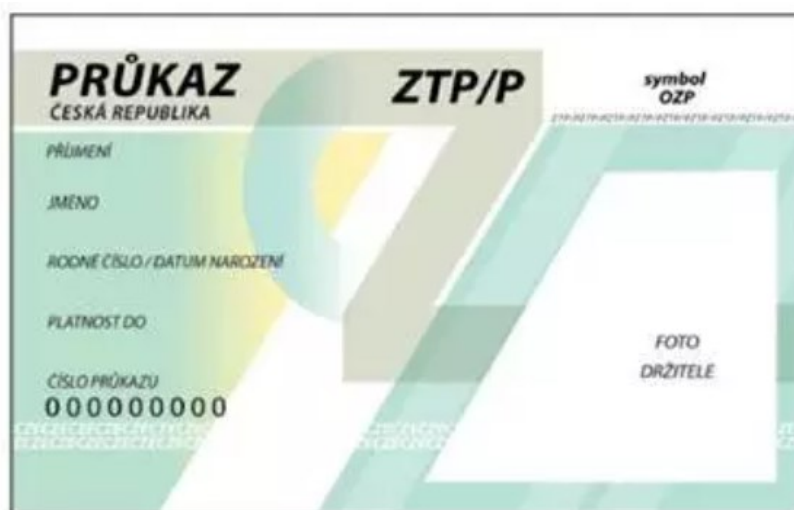 PRŮKAZ
ČESKÁ REPUBLIKA
ZTP/P
symbol
OZP
PŘÍJMENÍ
JMÉNO
RODNÉ ČÍSLO / DATUM NAROZENÍ
PLATNOST DO
ČÍSLO PRŮKAZU
000000000
FOTO
DRŽITELE